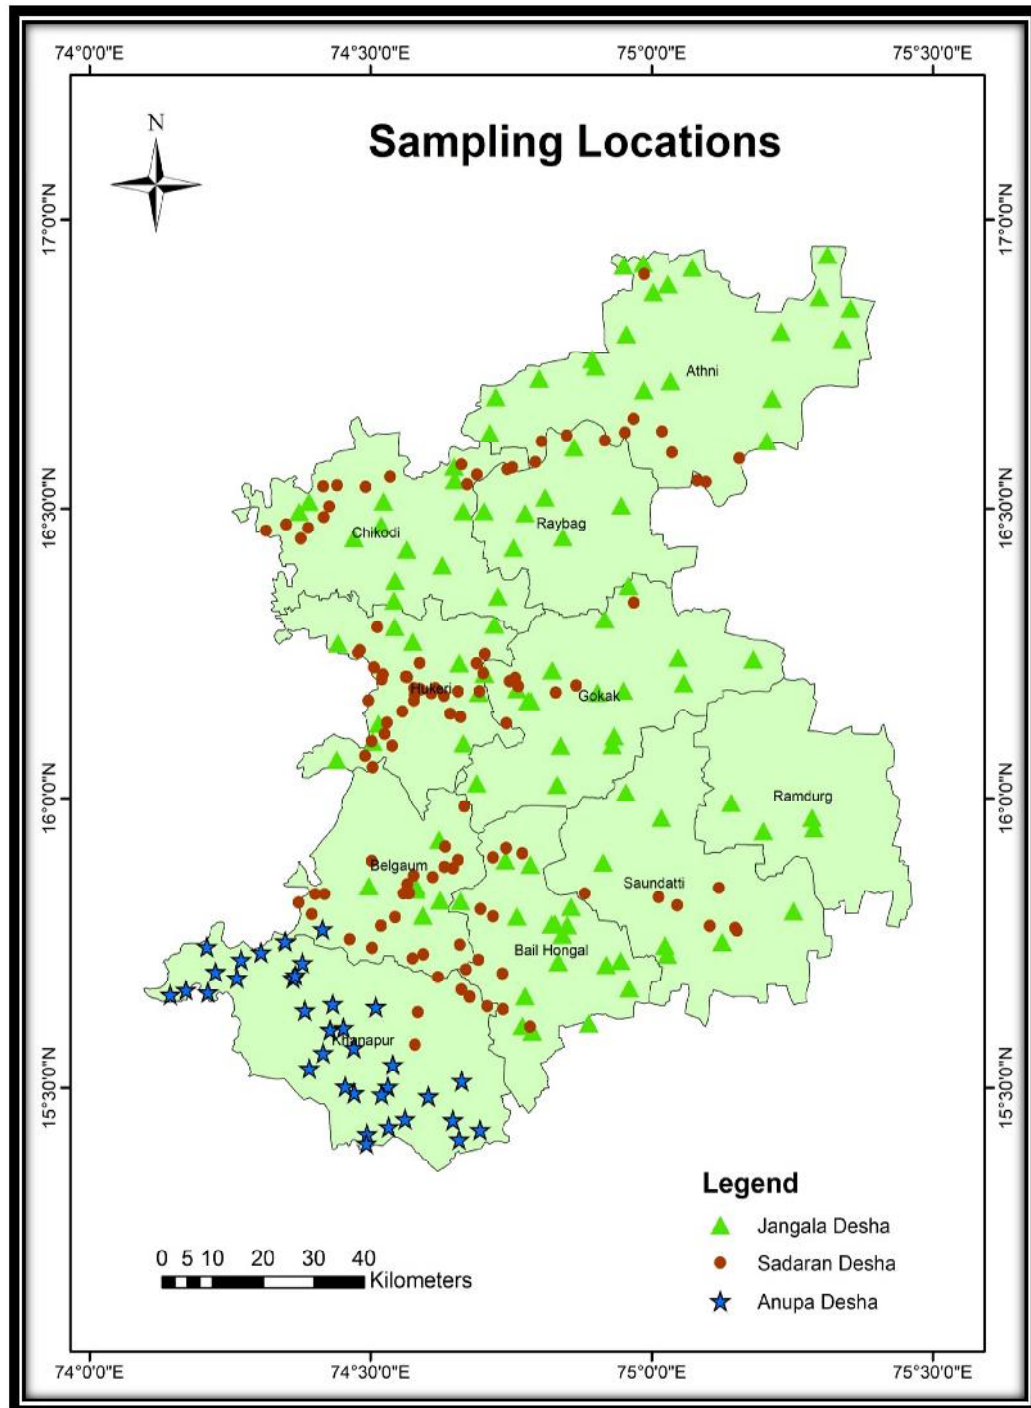 74°0'0"E 74°30'0"E 75°0'0"E 75°30'0"E
N
Sampling Locations
17°0'0"N 17°0'0"N
Athni
16°30'0"N 16°30'0"N
Chikodi
Raybag
Hukeri
Gokak
16°0'0"N 16°0'0"N
Ramdurg
Belgaum
Saundatti
Bail Hongal
Khanapur
15°30'0"N 15°30'0"N
Legend
Jangala Desha
Sadaran Desha
Anupa Desha
0 5 10 20 30 40
Kilometers
74°0'0"E 74°30'0"E 75°0'0"E 75°30'0"E